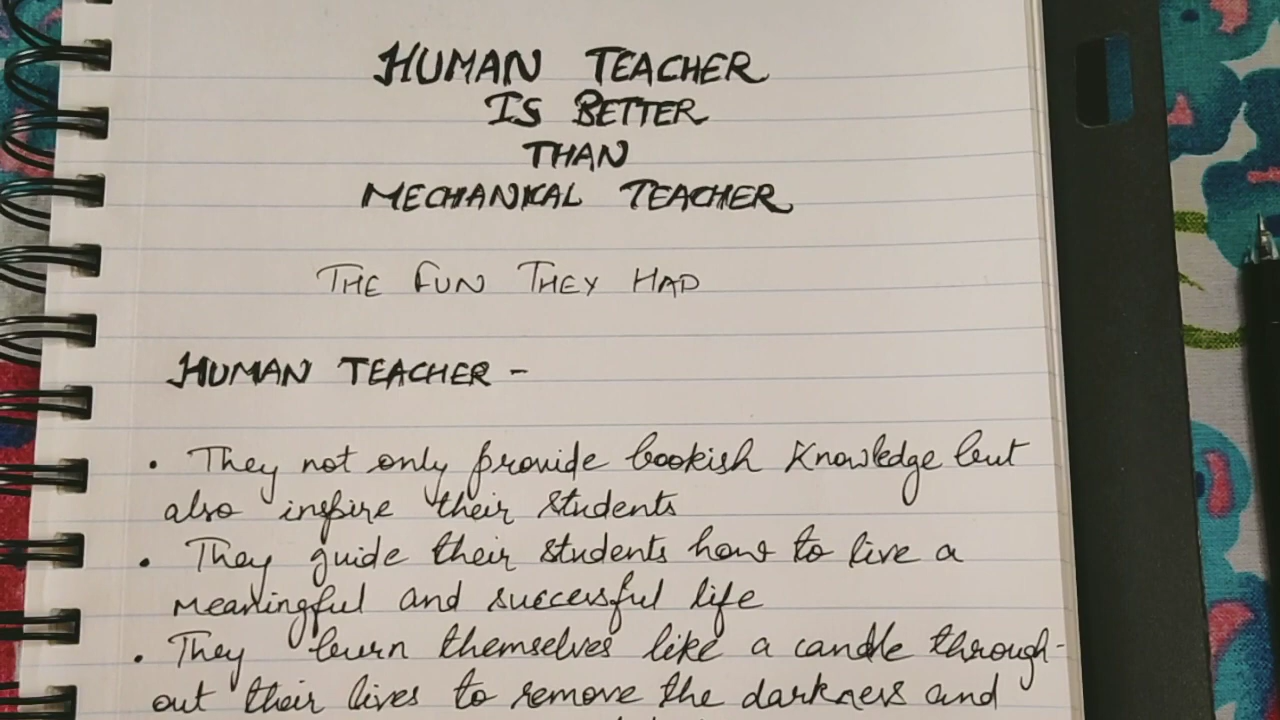 HUMAN TEACHER
IS BETTER
THAN
MECHANICAL TEACHER
THE FUN THEY HAD
HUMAN TEACHER -
• They not only provide bookish Knowledge but
also inspire their students
• They guide their students how to live a
meaningful and successful life
• They burn themselves like a candle through-
out their lives to remove the darkness and